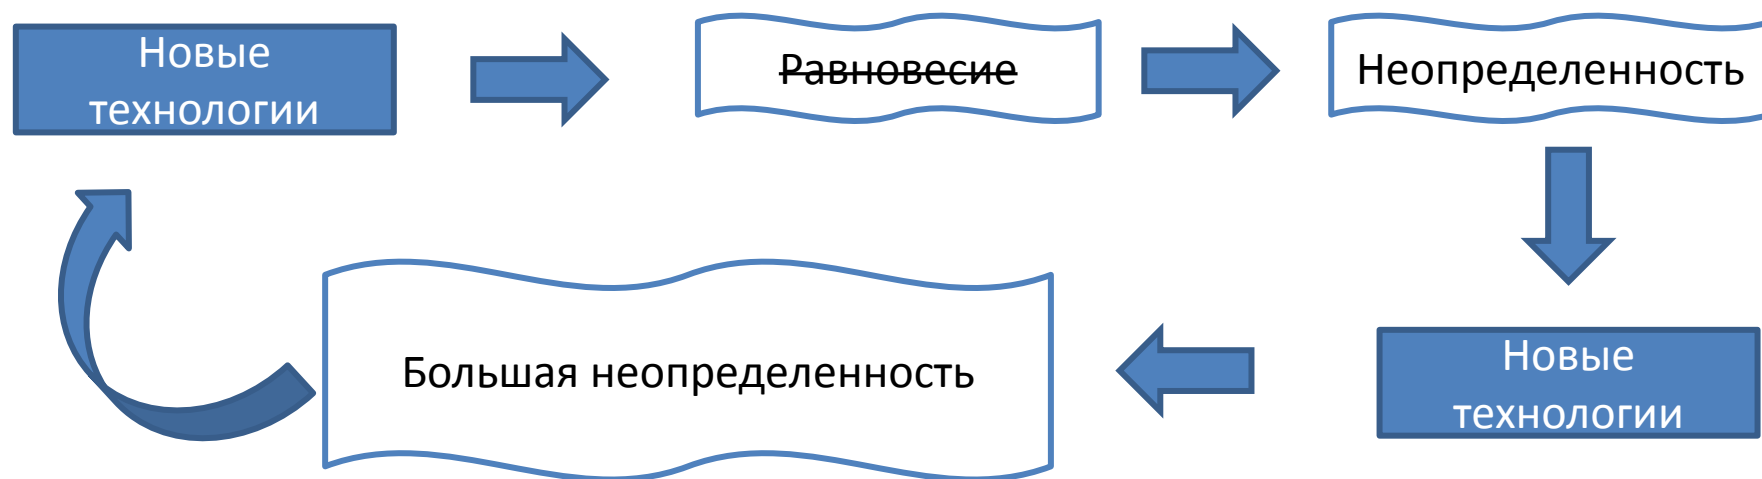 Новые
технологии
Равновесие
Неопределенность
Большая неопределенность
Новые
технологии